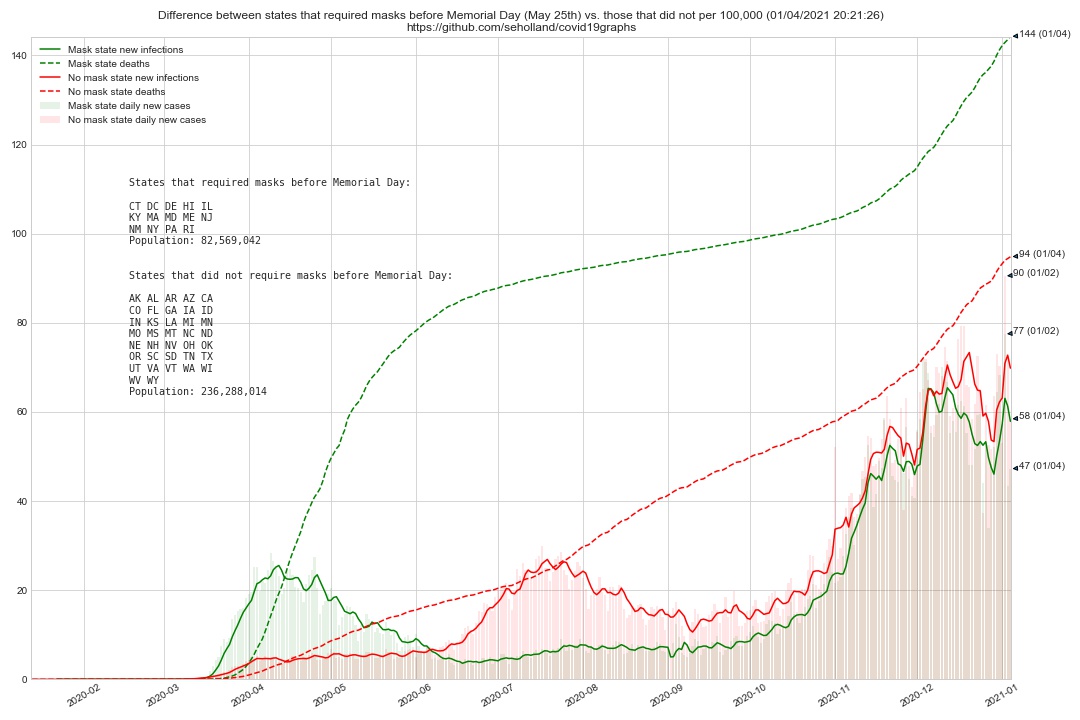 Difference between states that required masks before Memorial Day (May 25th) vs. those that did not per 100,000 (01/04/2021 20:21:26)
https://github.com/seholland/covid19graphs
Mask state new infections
Mask state deaths
No mask state new infections
No mask state deaths
Mask state daily new cases
No mask state daily new cases
States that required masks before Memorial Day:
CT DC DE HI IL
KY MA MD ME NJ
NM NY PA RI
Population: 82,569,042
States that did not require masks before Memorial Day:
AK AL AR AZ CA
CO FL GA IA ID
IN KS LA MI MN
MO MS MT NC ND
NE NH NV OH OK
OR SC SD TN TX
UT VA VT WA WI
WV WY
Population: 236,288,014
144 (01/04)
94 (01/04)
90 (01/02)
77 (01/02)
58 (01/04)
47 (01/04)
140
120
100
80
60
40
20
0
2020-02
2020-03
2020-04
2020-05
2020-06
2020-07
2020-08
2020-09
2020-10
2020-11
2020-12
2021-01